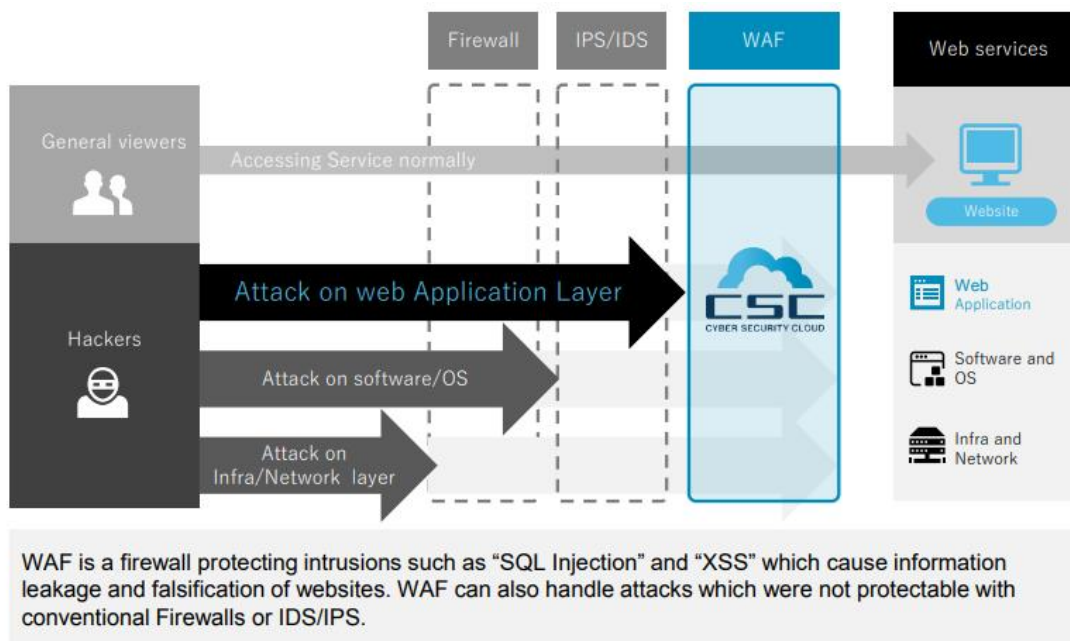 Firewall
IPS/IDS
WAF
Web services
General viewers
Accessing Service normally
Website
Hackers
Attack on web Application Layer
CSC
CYBER SECURITY CLOUD
Web
Application
Attack on software/OS
Software and
OS
Attack on
Infra/Network layer
Infra and
Network
WAF is a firewall protecting intrusions such as “SQL Injection” and “XSS” which cause information
leakage and falsification of websites. WAF can also handle attacks which were not protectable with
conventional Firewalls or IDS/IPS.